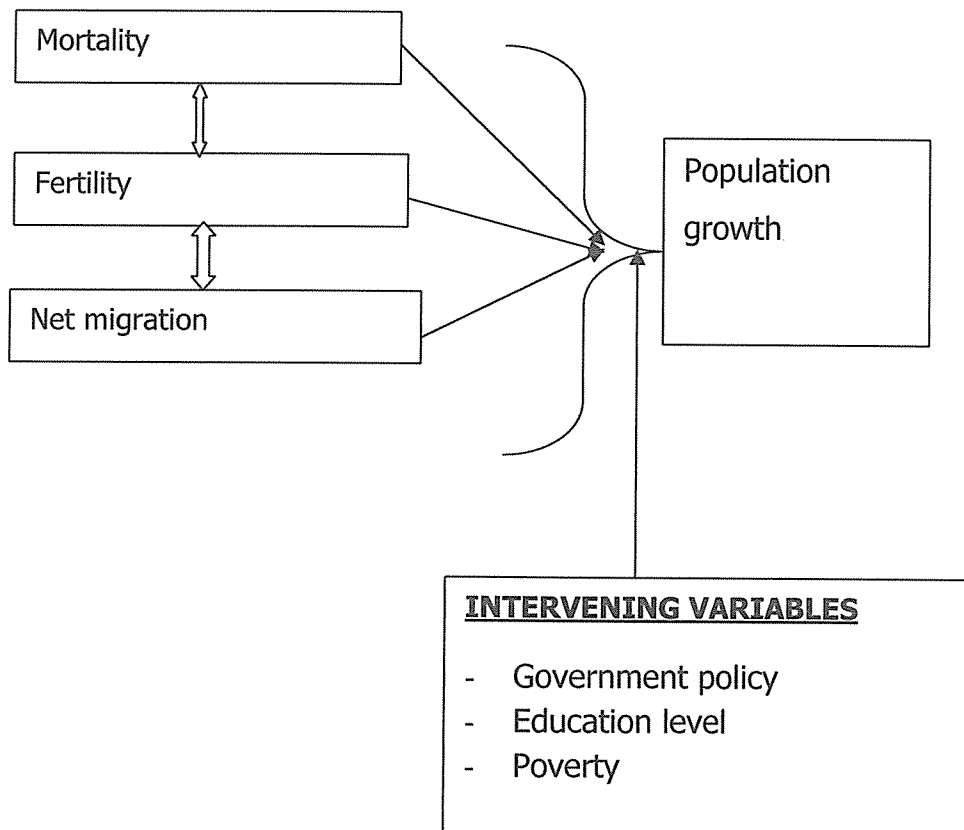 Mortality
Fertility
Net migration
Population
growth
INTERVENING VARIABLES
- Government policy
- Education level
- Poverty